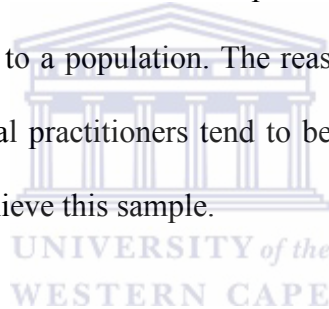 to a population. The reas
al practitioners tend to be
ieve this sample.
UNIVERSITY of the
WESTERN CAPE